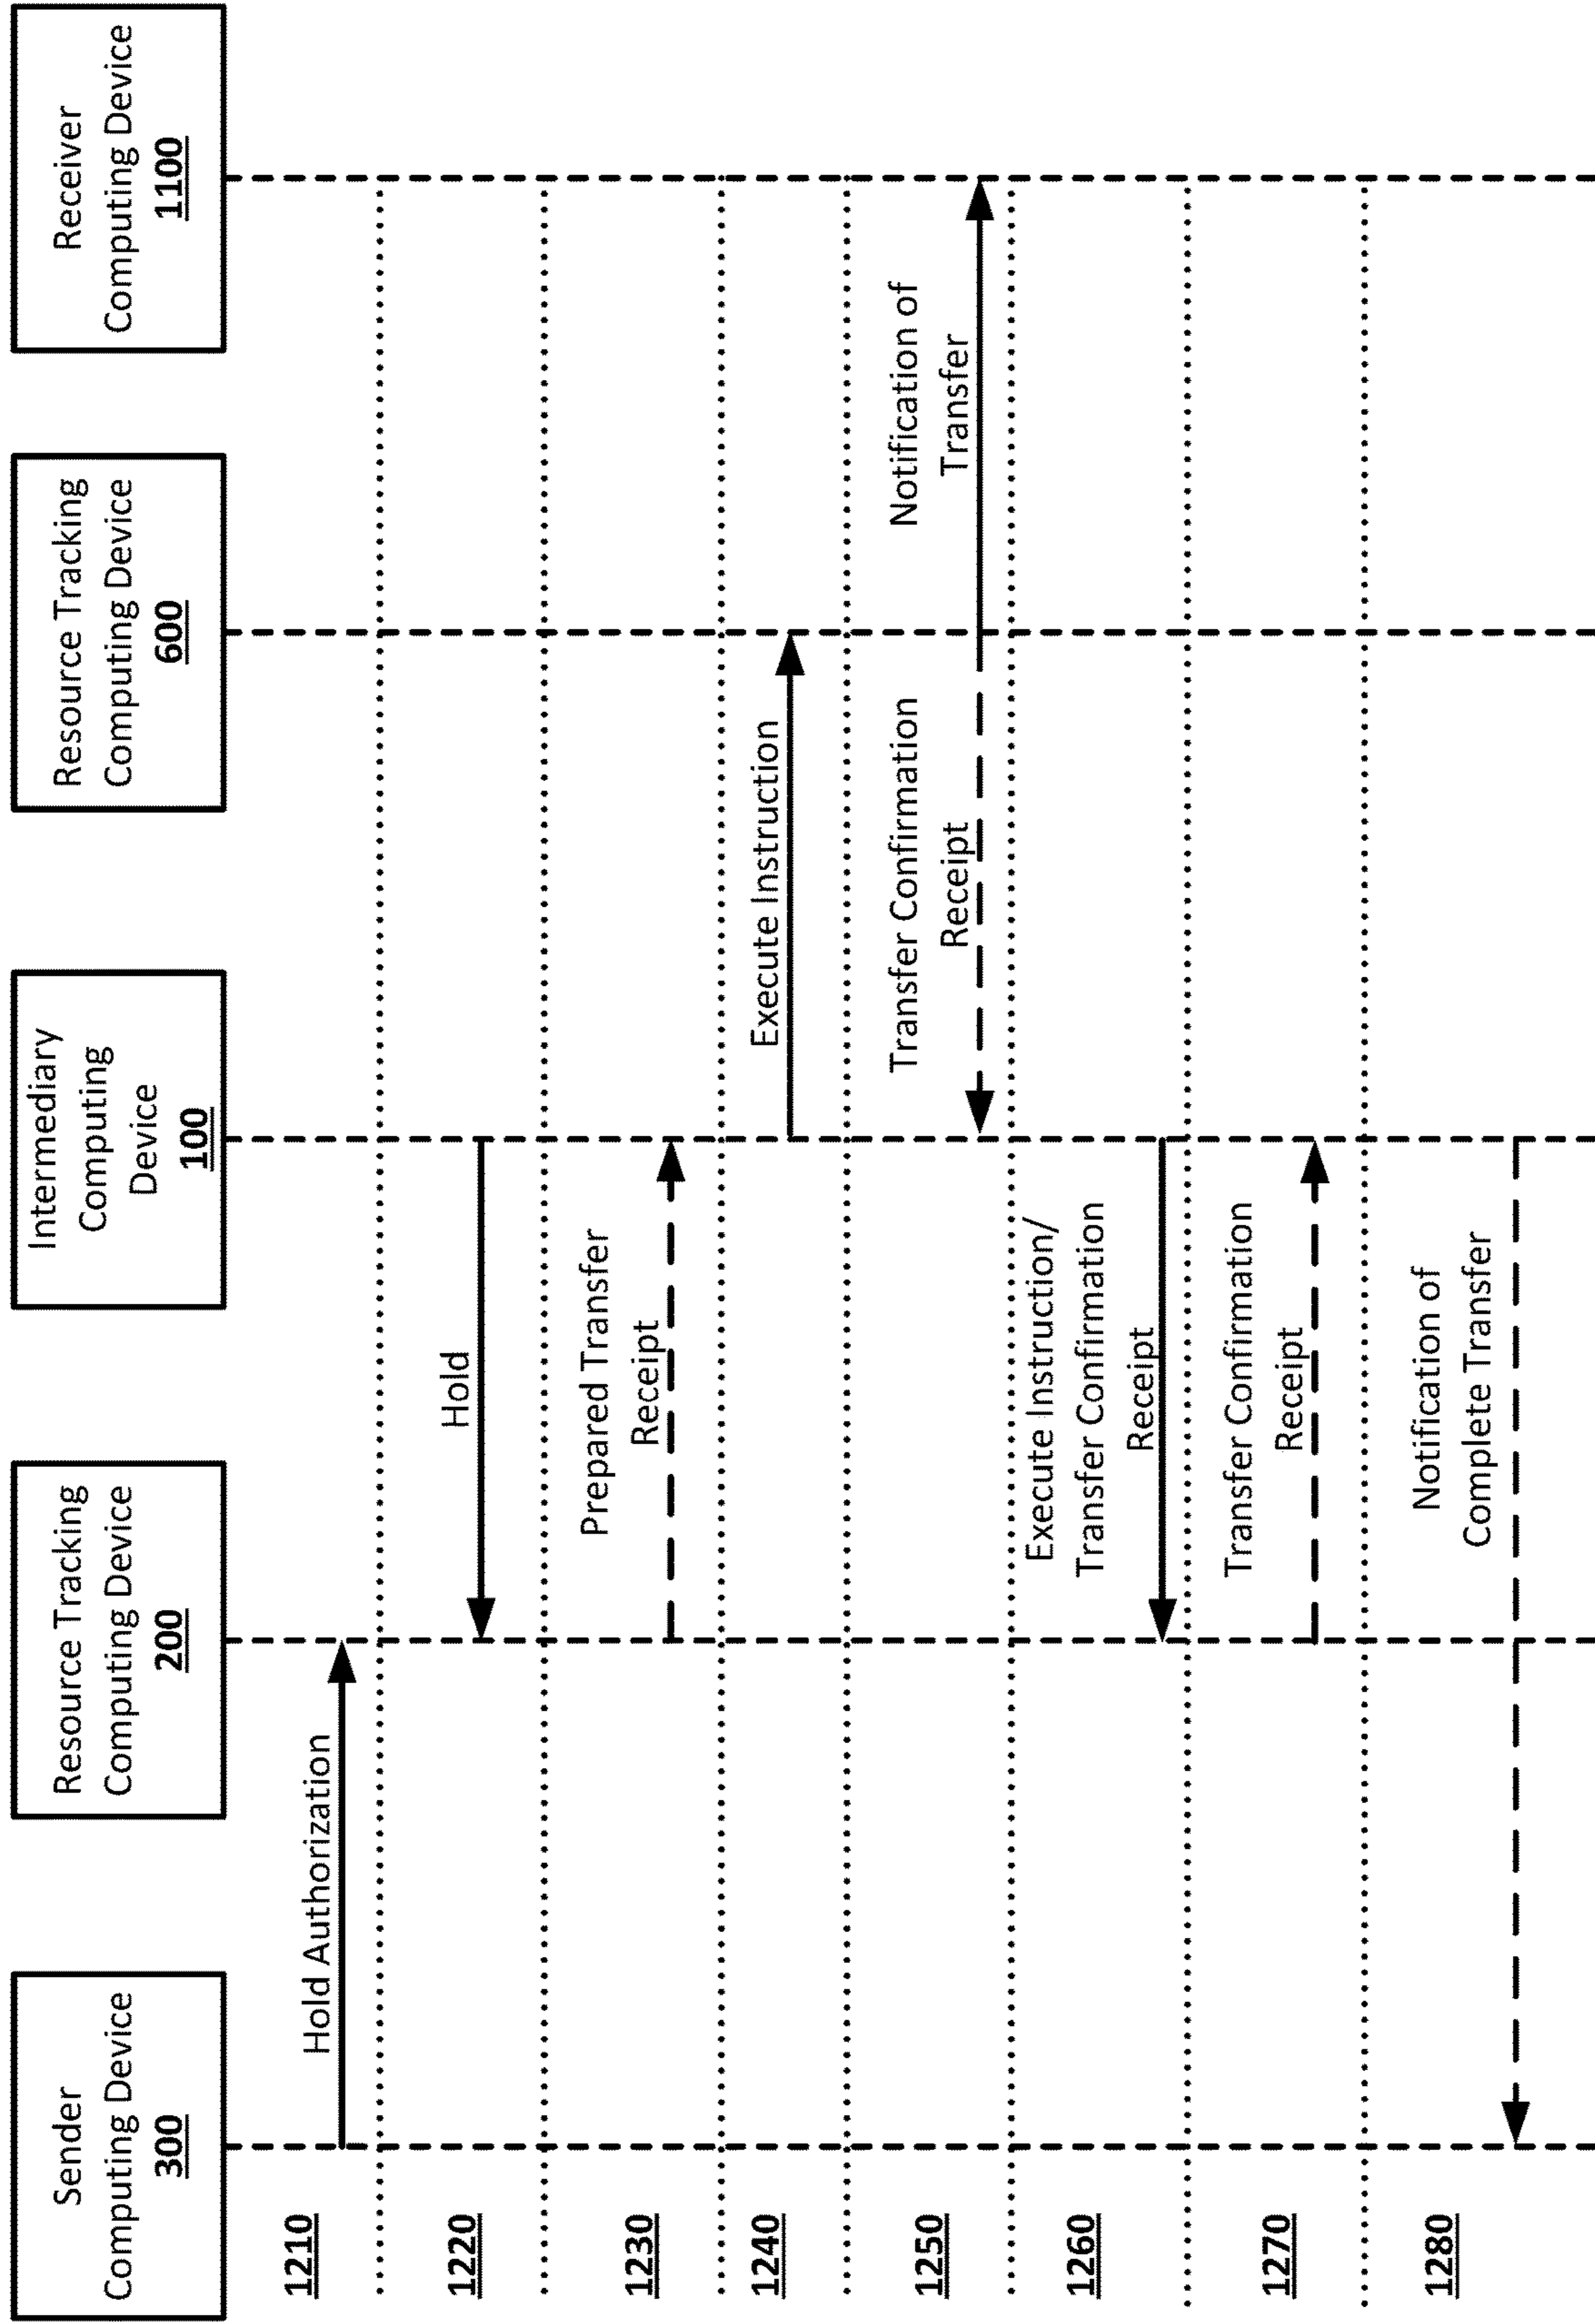 Sender
Computing Device
300
Resource Tracking
Computing Device
200
Intermediary
Computing
Device
100
Resource Tracking
Computing Device
600
Receiver
Computing Device
1100
1210
Hold Authorization
1220
Hold
1230
Prepared Transfer
Receipt
1240
Execute Instruction
1250
Transfer Confirmation
Receipt
Notification of
Transfer
1260
Execute Instruction/
Transfer Confirmation
Receipt
1270
Transfer Confirmation
Receipt
1280
Notification of
Complete Transfer